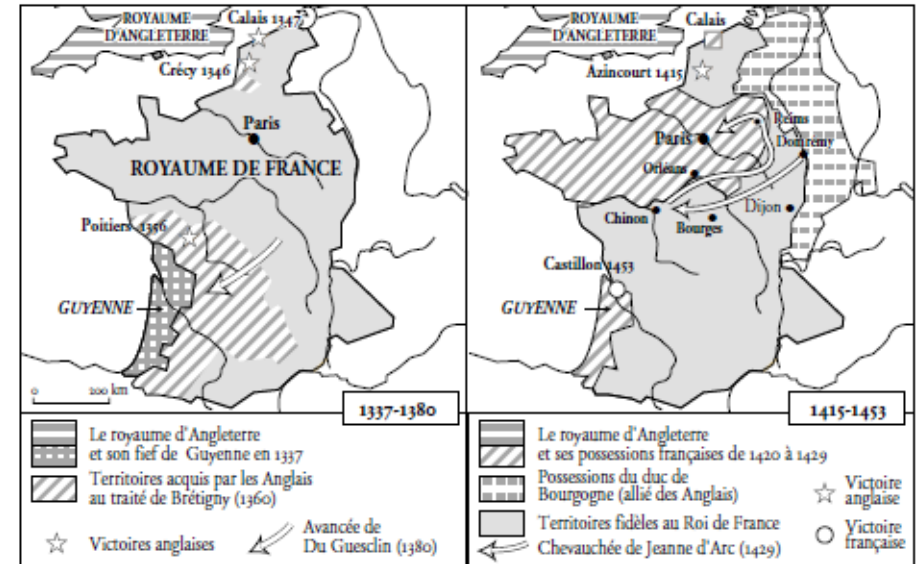 ROYAUME
D'ANGLETERRE
Calais 1347
Crécy 1346
Paris
ROYAUME DE FRANCE
Poitiers 1356
GUYENNE
0 200 km
1337-1380
Le royaume d'Angleterre
et son fief de Guyenne en 1337
Territoires acquis par les Anglais
au traité de Brétigny (1360)
Victoires anglaises
Avancée de
Du Guesclin (1380)
ROYAUME
D'ANGLETERRE
Calais
Azincourt 1415
Reims
Paris
Domremy
Orléans
Chinon
Bourges
Dijon
Castillon 1453
GUYENNE
1415-1453
Le royaume d'Angleterre
et ses possessions françaises de 1420 à 1429
Possessions du duc de
Bourgogne (allié des Anglais)
Territoires fidèles au Roi de France
Chevauchée de Jeanne d'Arc (1429)
Victoire
anglaise
Victoire
française